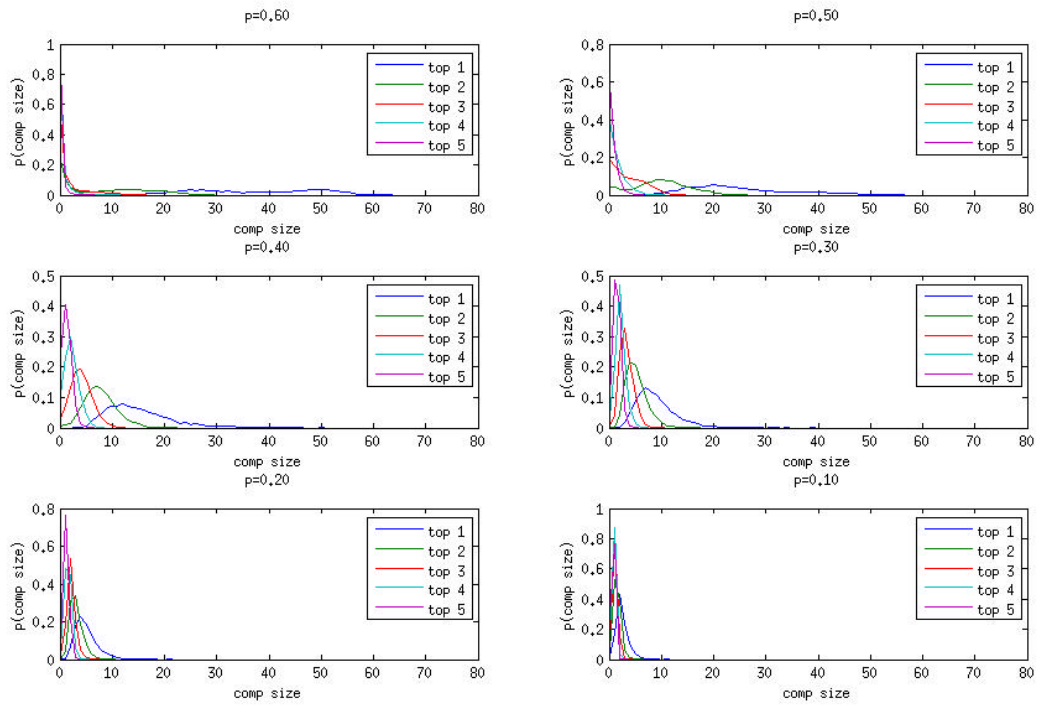 p=0.60
p(comp size)
1
0.8
0.6
0.4
0.2
0
0 10 20 30 40 50 60 70 80
comp size
top 1
top 2
top 3
top 4
top 5
p=0.50
p(comp size)
0.8
0.6
0.4
0.2
0
0 10 20 30 40 50 60 70 80
comp size
top 1
top 2
top 3
top 4
top 5
p=0.40
p(comp size)
0.5
0.4
0.3
0.2
0.1
0
0 10 20 30 40 50 60 70 80
comp size
top 1
top 2
top 3
top 4
top 5
p=0.30
p(comp size)
0.5
0.4
0.3
0.2
0.1
0
0 10 20 30 40 50 60 70 80
comp size
top 1
top 2
top 3
top 4
top 5
p=0.20
p(comp size)
0.8
0.6
0.4
0.2
0
0 10 20 30 40 50 60 70 80
comp size
top 1
top 2
top 3
top 4
top 5
p=0.10
p(comp size)
1
0.8
0.6
0.4
0.2
0
0 10 20 30 40 50 60 70 80
comp size
top 1
top 2
top 3
top 4
top 5